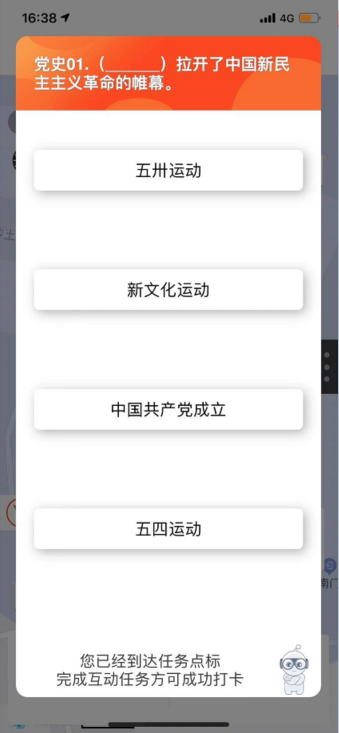 16:38
4G
党史01.（______）拉开了中国新民
主主义革命的帷幕。
五卅运动
新文化运动
中国共产党成立
五四运动
您已经到达任务点标
完成互动任务方可成功打卡
南门